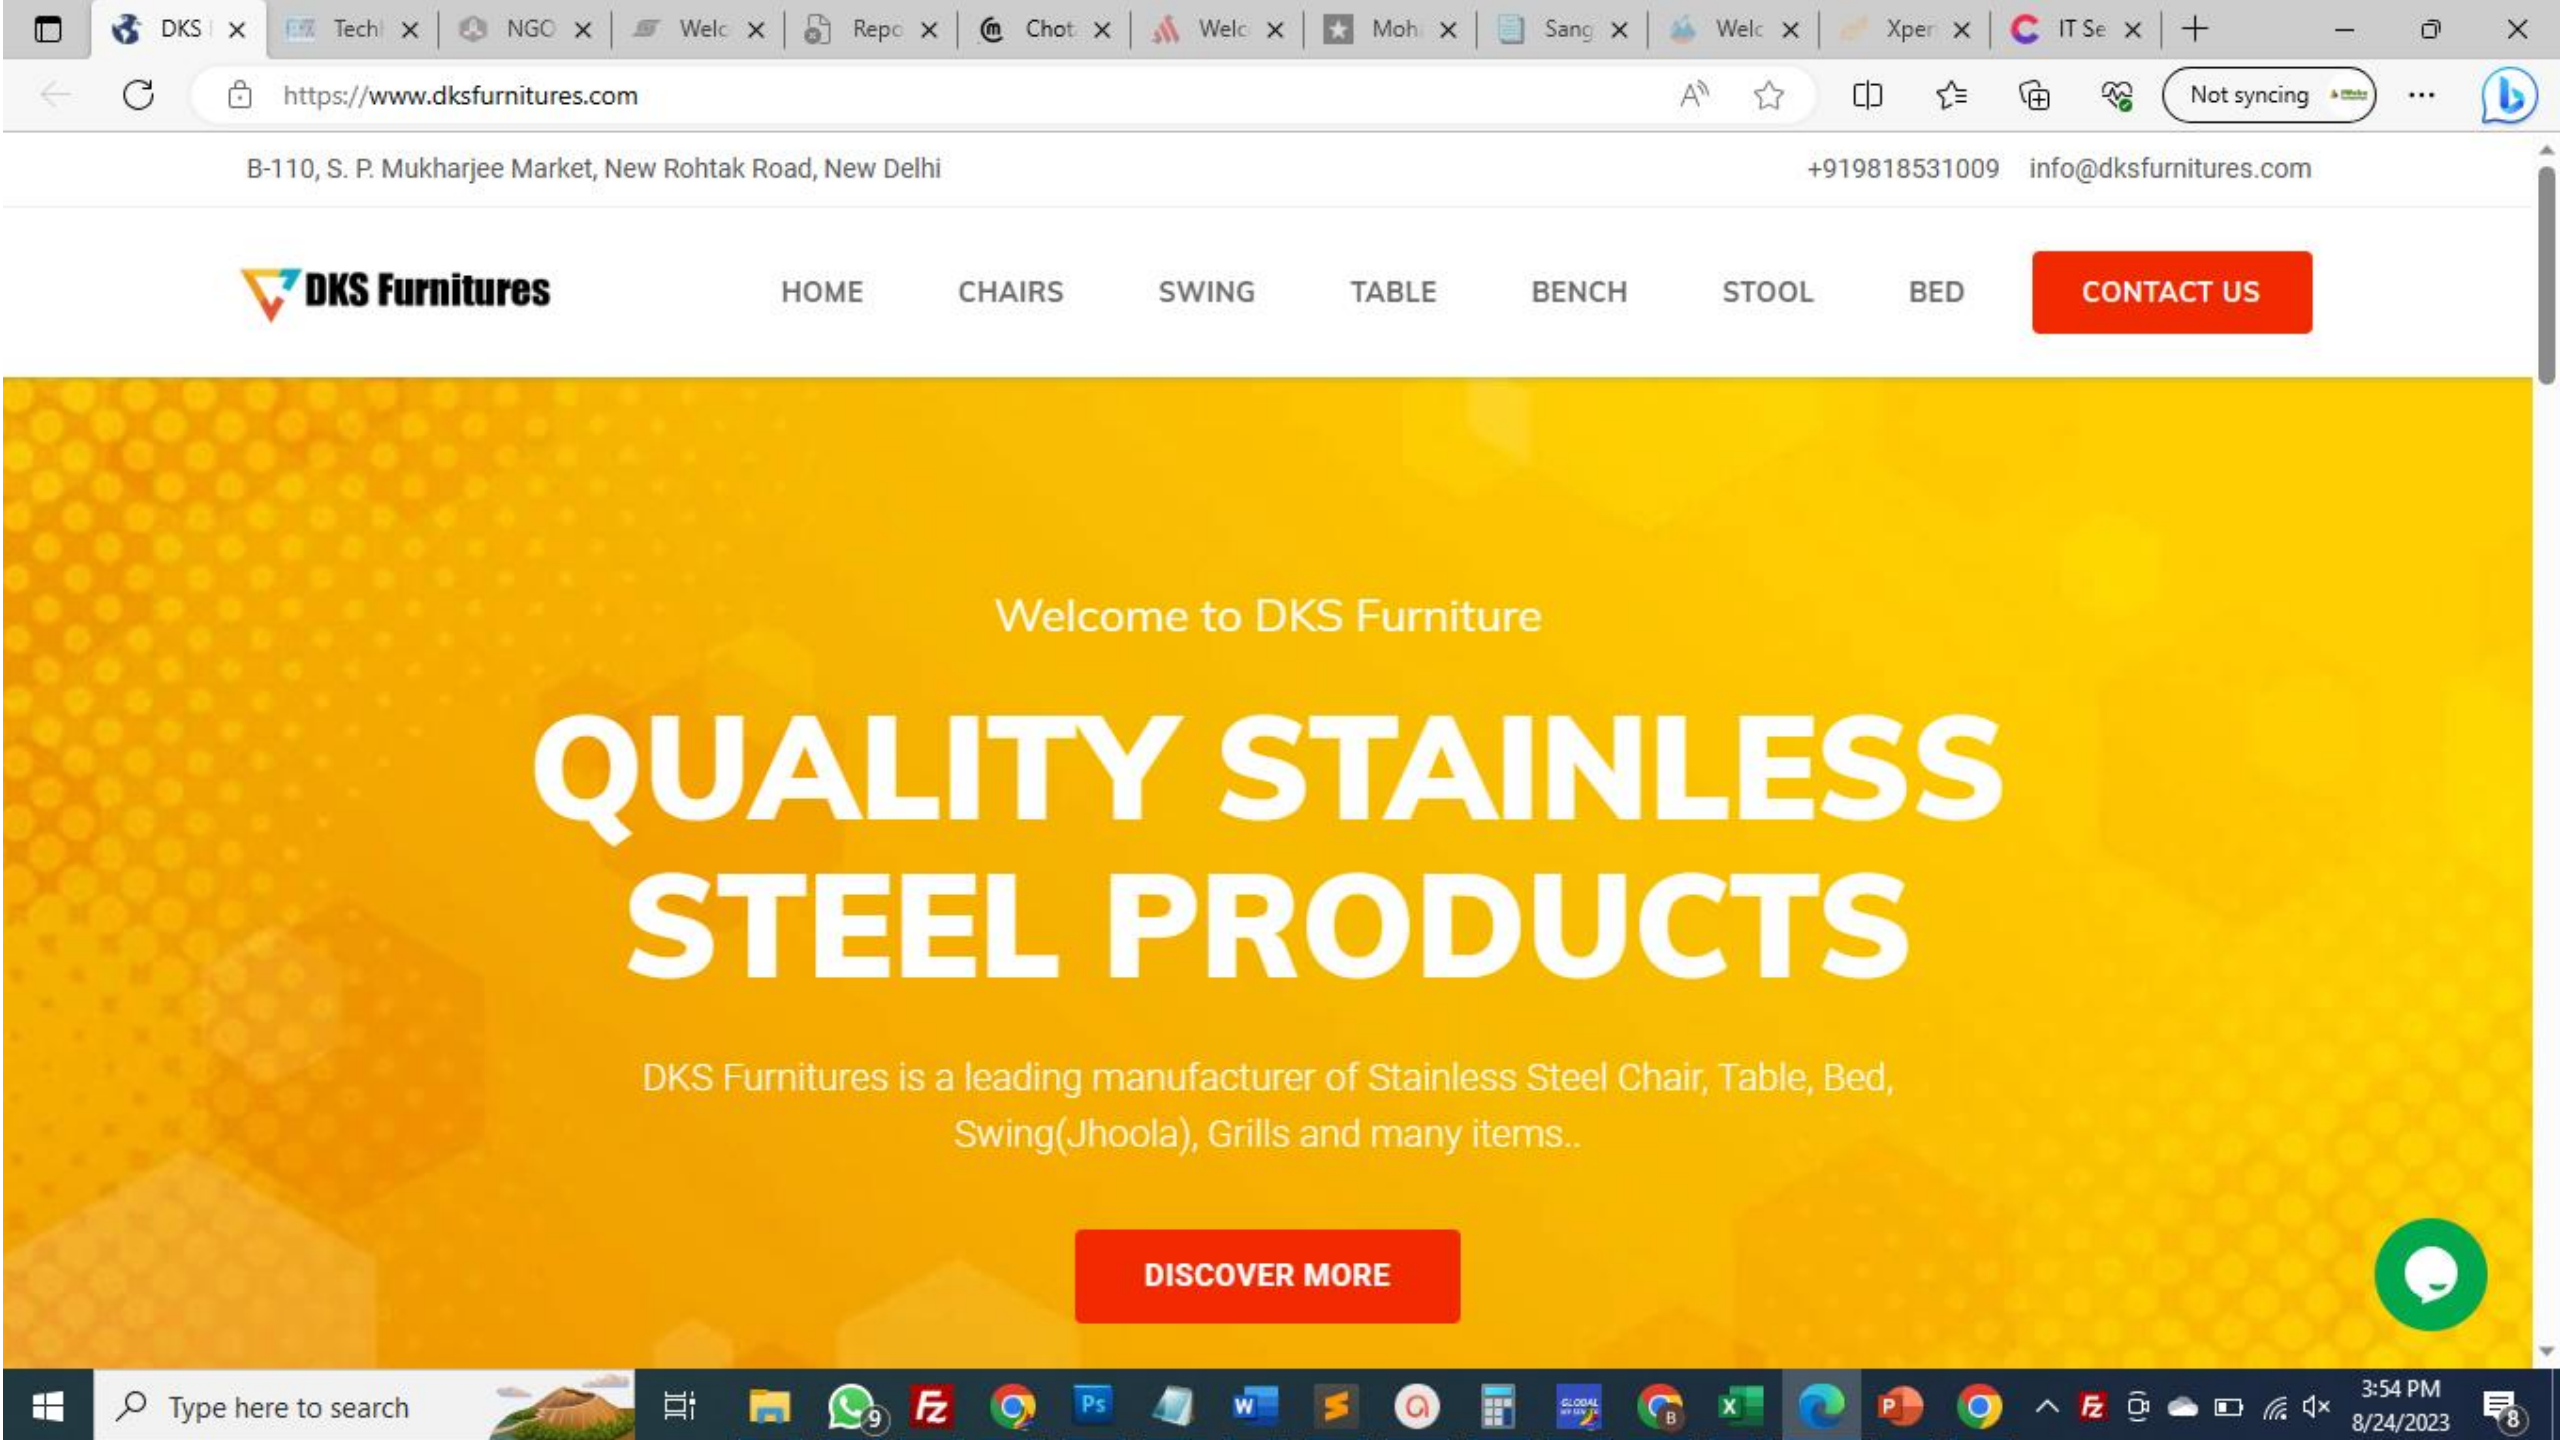 DKS
Tech
NGO
Welc
Repo
Chot
Welc
Moh
Sang
Welc
Xper
IT Se
https://www.dksfurnitures.com
Not syncing
B-110, S. P. Mukharjee Market, New Rohtak Road, New Delhi
+919818531009 info@dksfurnitures.com
DKS Furnitures
HOME CHAIRS SWING TABLE BENCH STOOL BED CONTACT US
Welcome to DKS Furniture
QUALITY STAINLESS
STEEL PRODUCTS
DKS Furnitures is a leading manufacturer of Stainless Steel Chair, Table, Bed,
Swing(Jhoola), Grills and many items..
DISCOVER MORE
Type here to search
9
Ps
W
GLOBAL
B
X
P
3:54 PM
8/24/2023
8